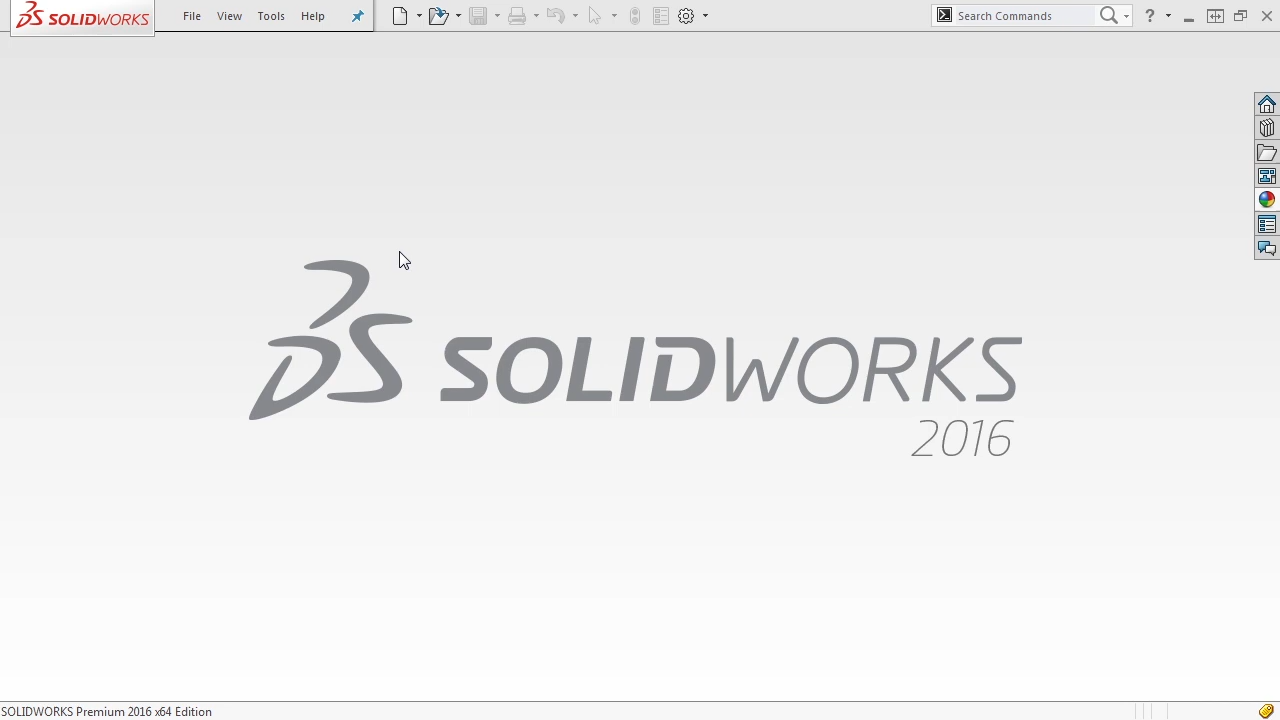 SOLIDWORKS
File View Tools Help
Search Commands
?
SOLIDWORKS
2016
SOLIDWORKS Premium 2016 x64 Edition